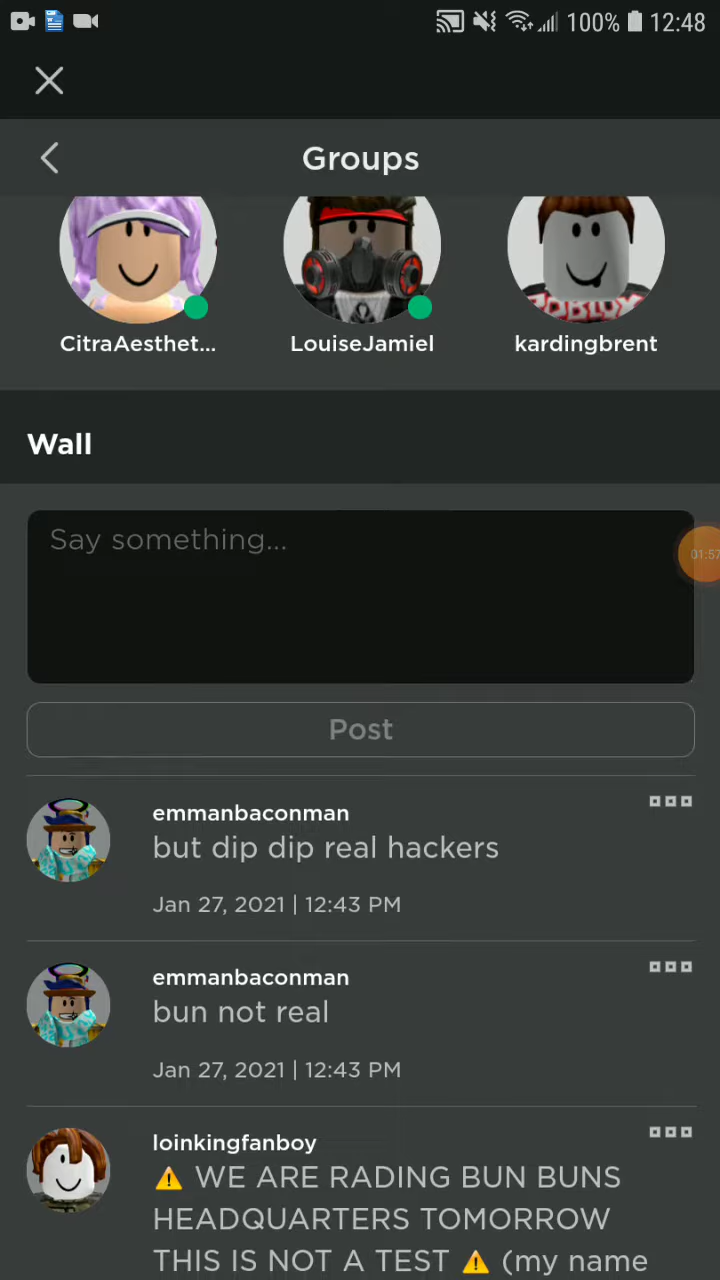 100% 12:48
Groups
CitraAesthet... LouiseJamiel kardingbrent
Wall
Say something...
01:57
Post
emmanbaconman
but dip dip real hackers
Jan 27, 2021 | 12:43 PM
emmanbaconman
bun not real
Jan 27, 2021 | 12:43 PM
loinkingfanboy
⚠️ WE ARE RADING BUN BUNS
HEADQUARTERS TOMORROW
THIS IS NOT A TEST ⚠️ (my name